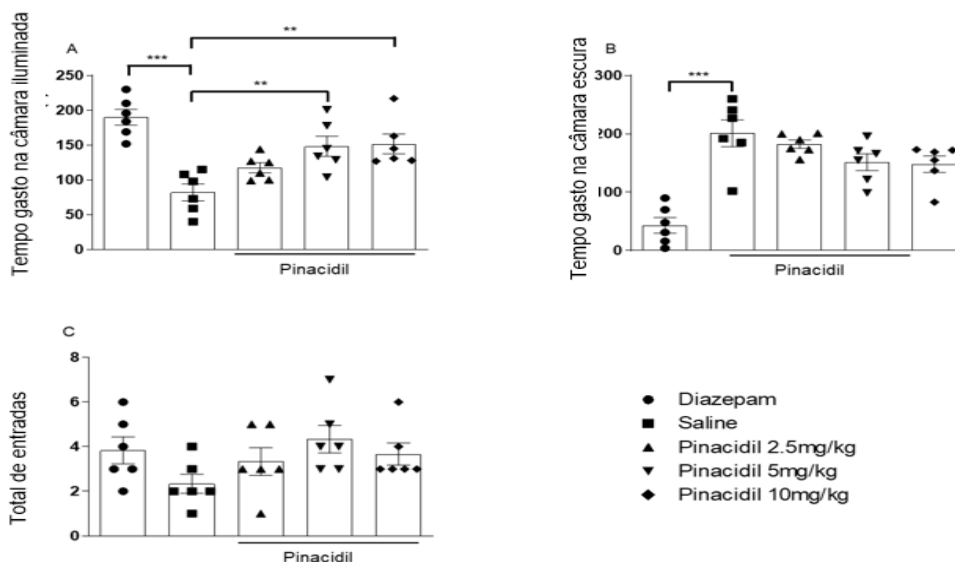 A
**
***
**
Tempo gasto na câmara iluminada
250
200
150
100
50
0
Pinacidil
B
***
Tempo gasto na câmara escura
300
200
100
0
Pinacidil
C
Total de entradas
8
6
4
2
0
Pinacidil
Diazepam
Saline
Pinacidil 2.5mg/kg
Pinacidil 5mg/kg
Pinacidil 10mg/kg